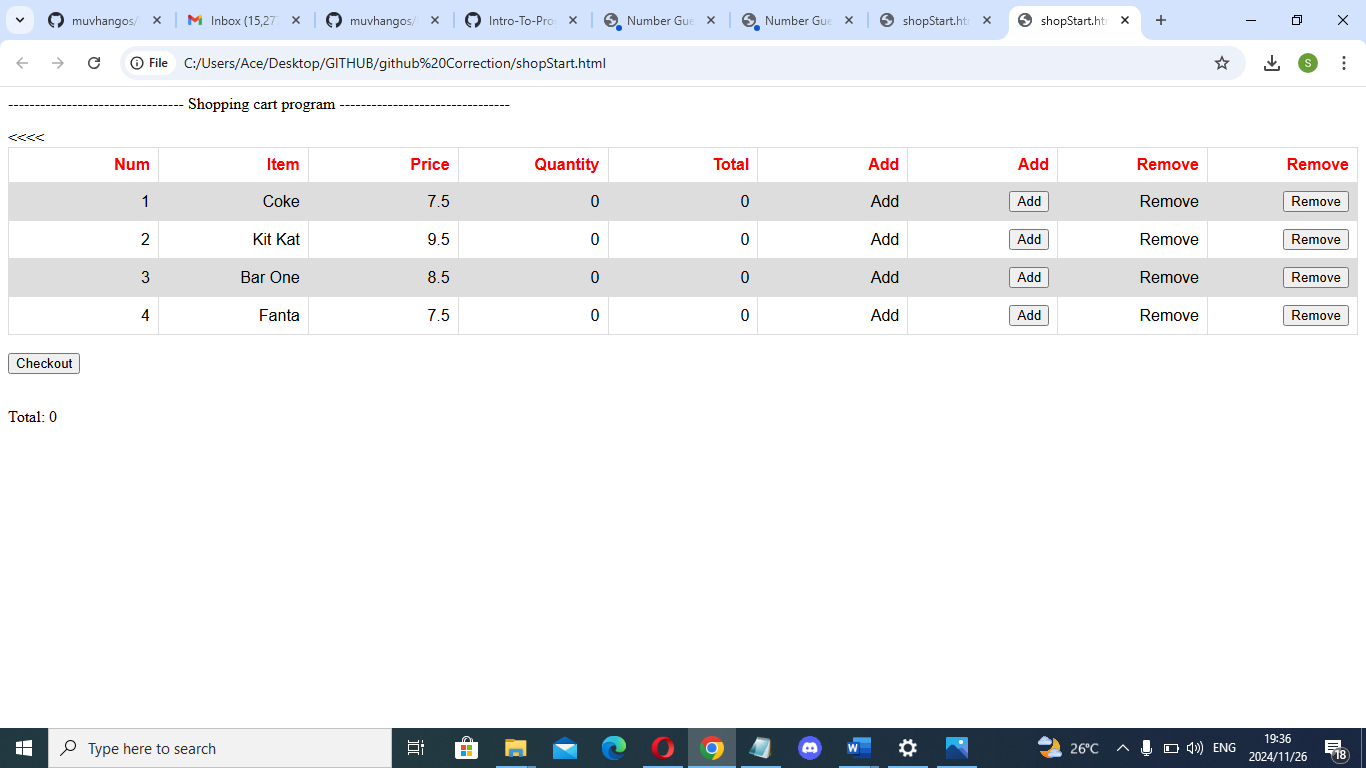 muvhangos/
Inbox (15,27
muvhangos/
Intro-To-Pro
Number Gue
Number Gue
shopStart.ht
shopStart.ht
File C:/Users/Ace/Desktop/GITHUB/github%20Correction/shopStart.html
S
--------------------------------- Shopping cart program --------------------------------
<<<<
Num Item Price Quantity Total Add Add Remove Remove
1 Coke 7.5 0 0 Add Add Remove Remove
2 Kit Kat 9.5 0 0 Add Add Remove Remove
3 Bar One 8.5 0 0 Add Add Remove Remove
4 Fanta 7.5 0 0 Add Add Remove Remove
Checkout
Total: 0
Type here to search
26°C
ENG
19:36
2024/11/26
18